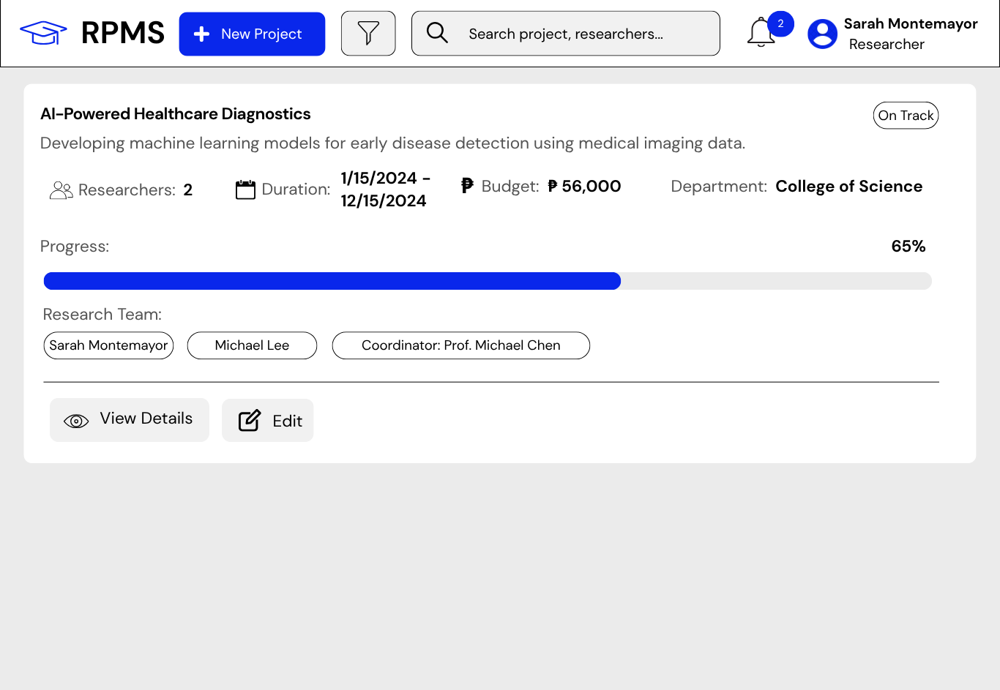 RPMS
New Project
Search project, researchers...
2
Sarah Montemayor
Researcher
AI-Powered Healthcare Diagnostics
On Track
Developing machine learning models for early disease detection using medical imaging data.
Researchers: 2
Duration: 1/15/2024 -
12/15/2024
₱ Budget: ₱ 56,000
Department: College of Science
Progress:
65%
Research Team:
Sarah Montemayor
Michael Lee
Coordinator: Prof. Michael Chen
View Details
Edit